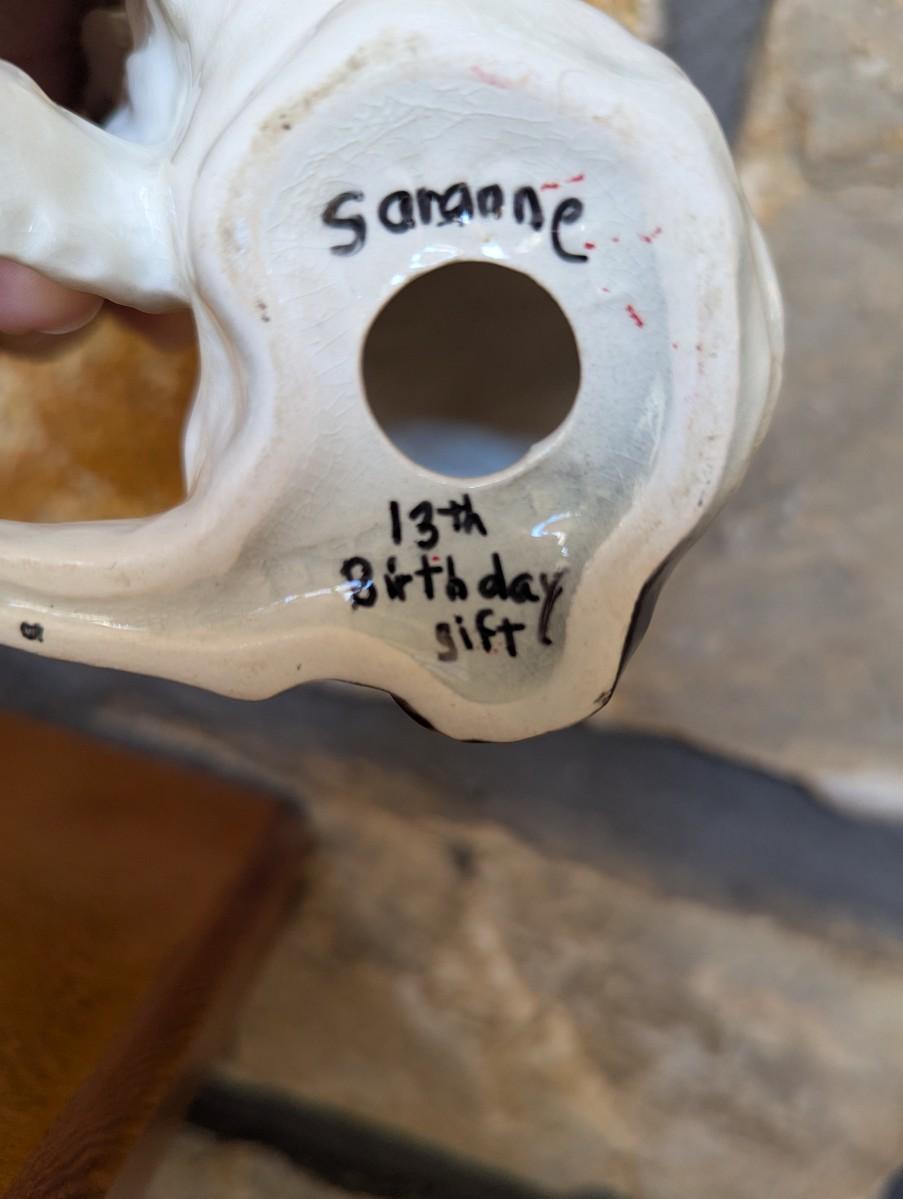 Saranne
13th
Birthday
gift